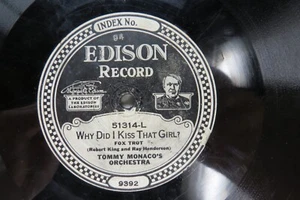 INDEX No.
94
EDISON
RECORD
A PRODUCT OF
THE EDISON
LABORATORIES
51314-L
WHY DID I KISS THAT GIRL?
FOX TROT
(Robert King and Ray Henderson)
TOMMY MONACO'S
ORCHESTRA
9392